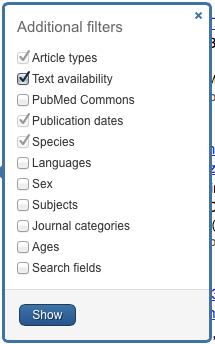 Additional filters
Article types
Text availability
PubMed Commons
Publication dates
Species
Languages
Sex
Subjects
Journal categories
Ages
Search fields
Show